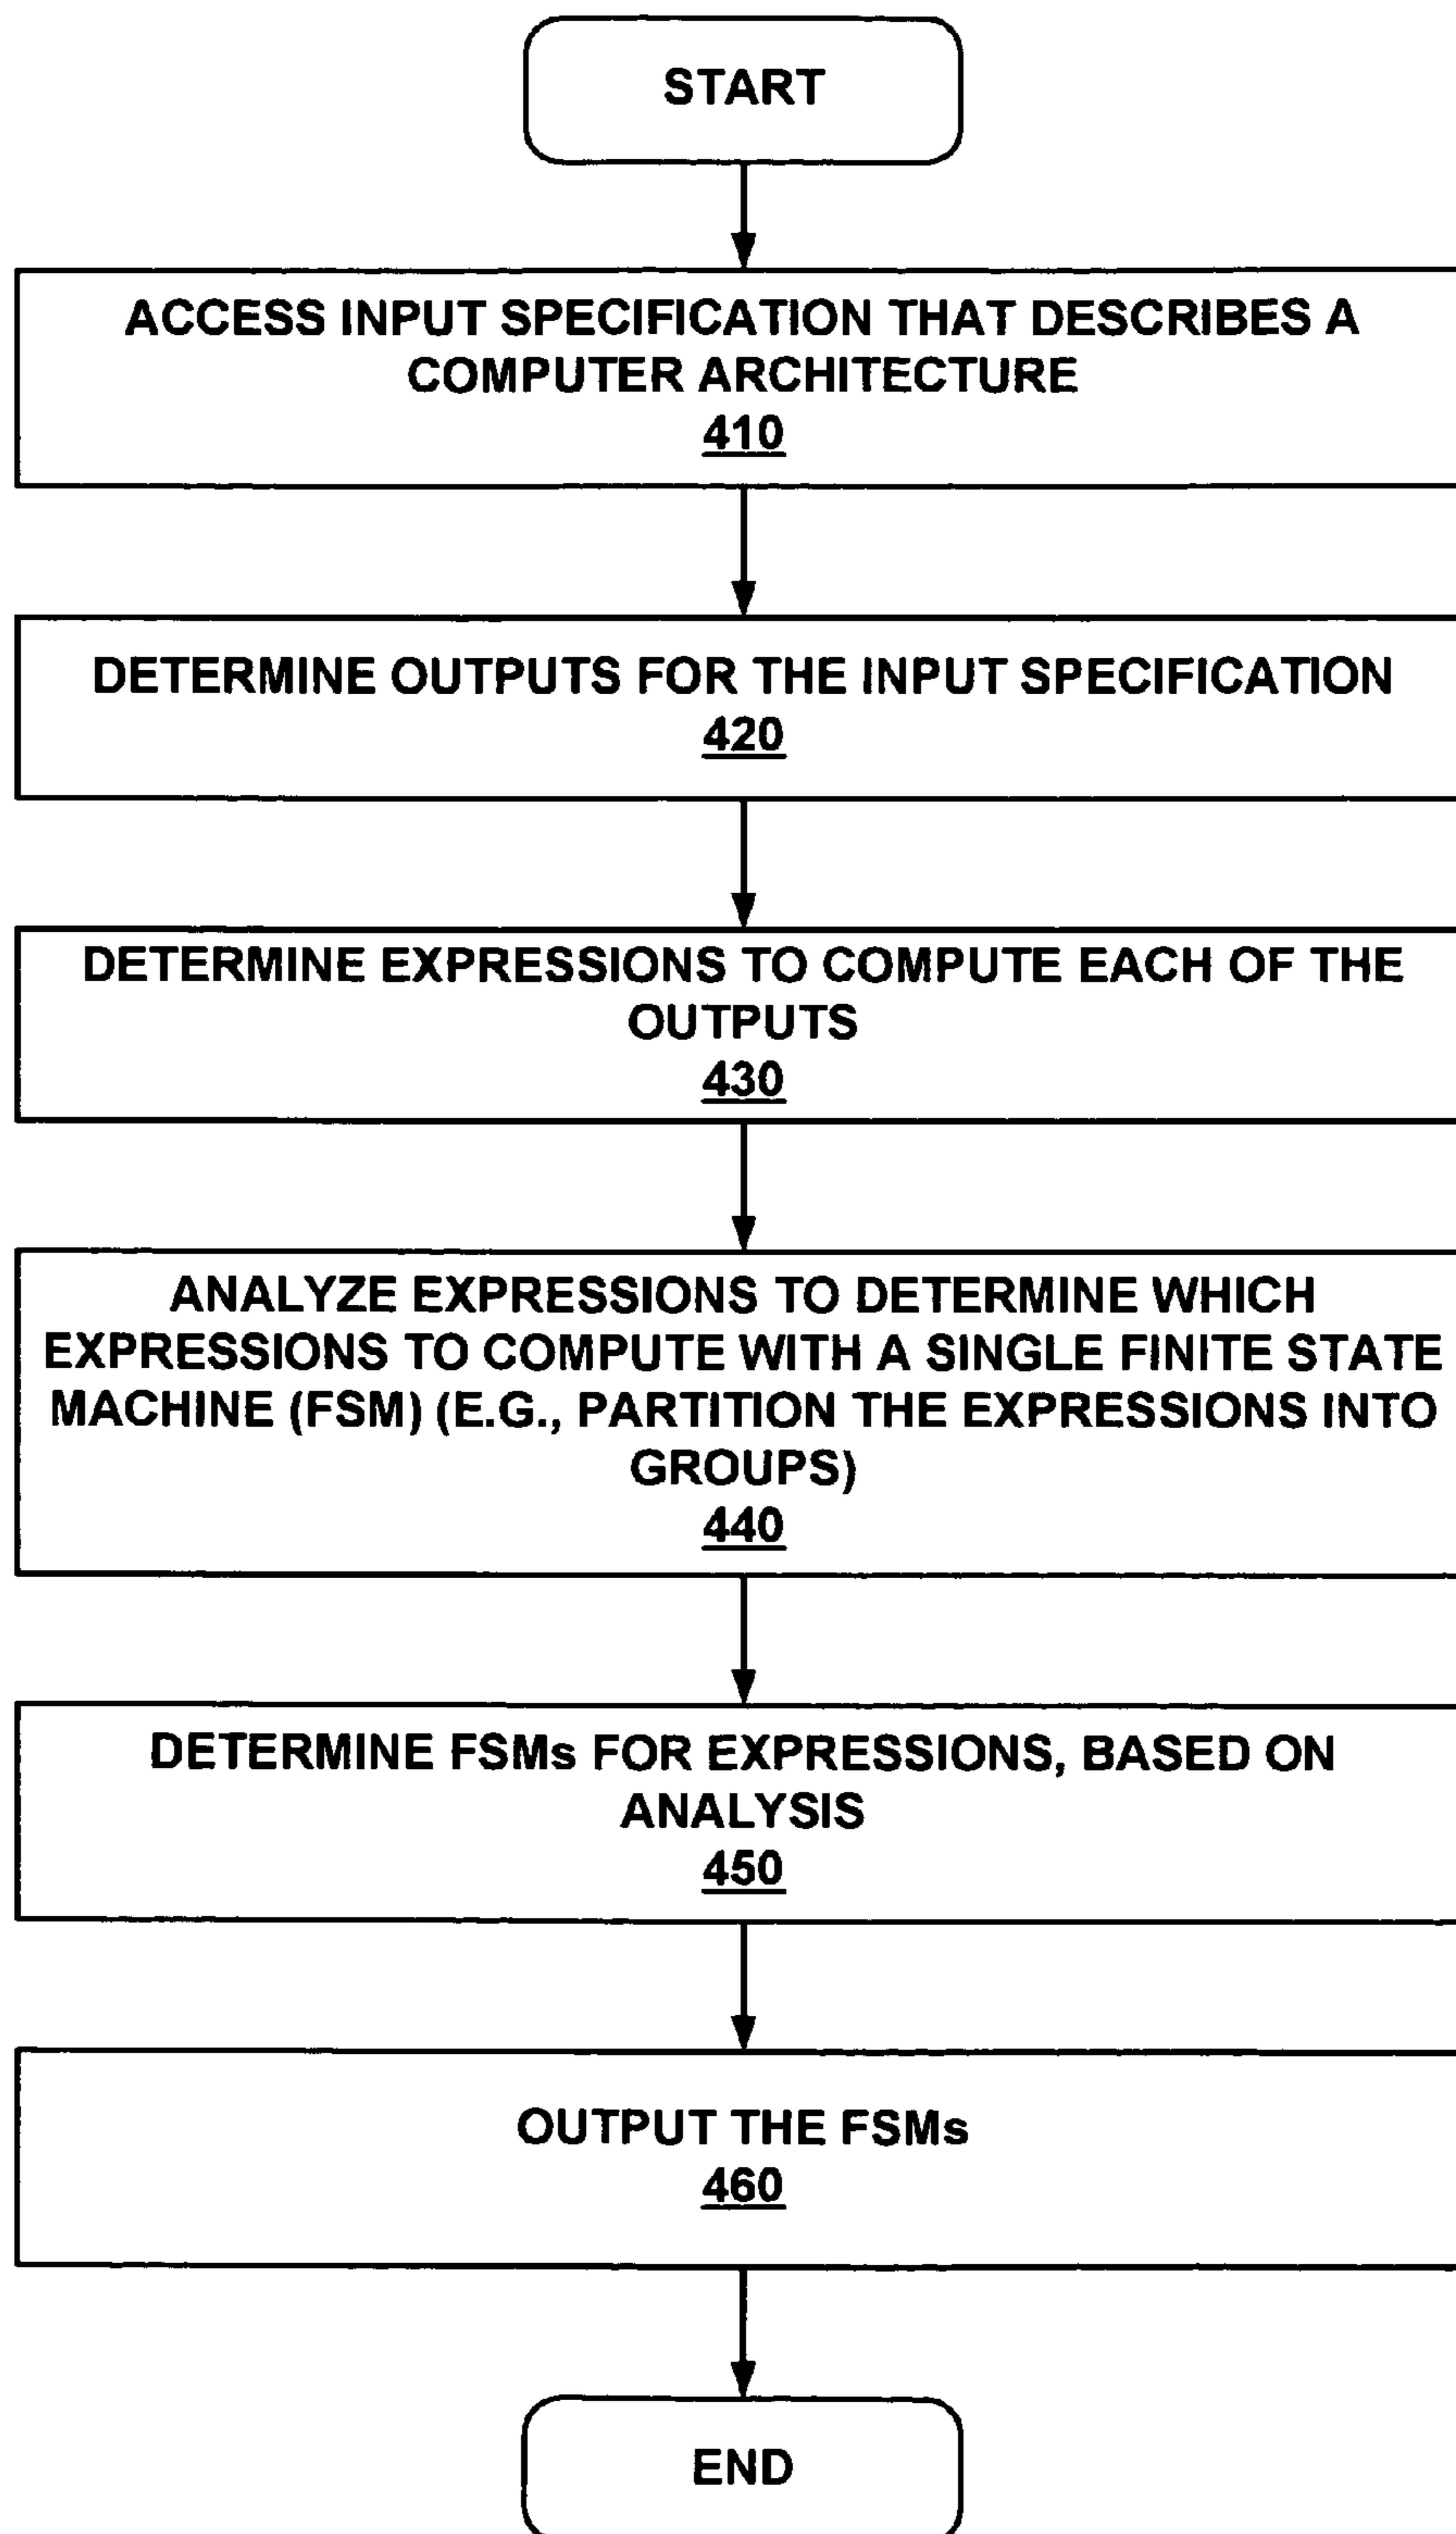 START
ACCESS INPUT SPECIFICATION THAT DESCRIBES A
COMPUTER ARCHITECTURE
410
DETERMINE OUTPUTS FOR THE INPUT SPECIFICATION
420
DETERMINE EXPRESSIONS TO COMPUTE EACH OF THE
OUTPUTS
430
ANALYZE EXPRESSIONS TO DETERMINE WHICH
EXPRESSIONS TO COMPUTE WITH A SINGLE FINITE STATE
MACHINE (FSM) (E.G., PARTITION THE EXPRESSIONS INTO
GROUPS)
440
DETERMINE FSMs FOR EXPRESSIONS, BASED ON
ANALYSIS
450
OUTPUT THE FSMs
460
END